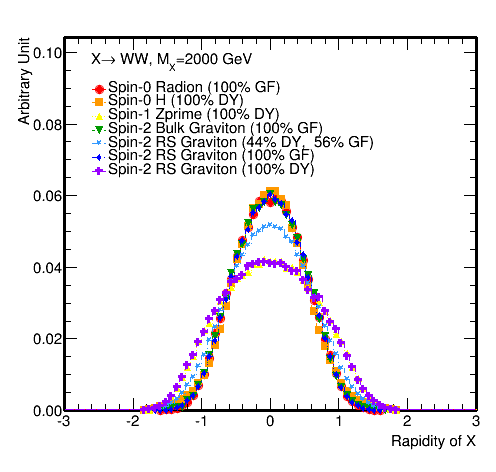 Arbitrary Unit
0.10
0.08
0.06
0.04
0.02
0.00
X→ WW, M_X=2000 GeV
Spin-0 Radion (100% GF)
Spin-0 H (100% DY)
Spin-1 Zprime (100% DY)
Spin-2 Bulk Graviton (100% GF)
Spin-2 RS Graviton (44% DY, 56% GF)
Spin-2 RS Graviton (100% GF)
Spin-2 RS Graviton (100% DY)
-3 -2 -1 0 1 2 3
Rapidity of X